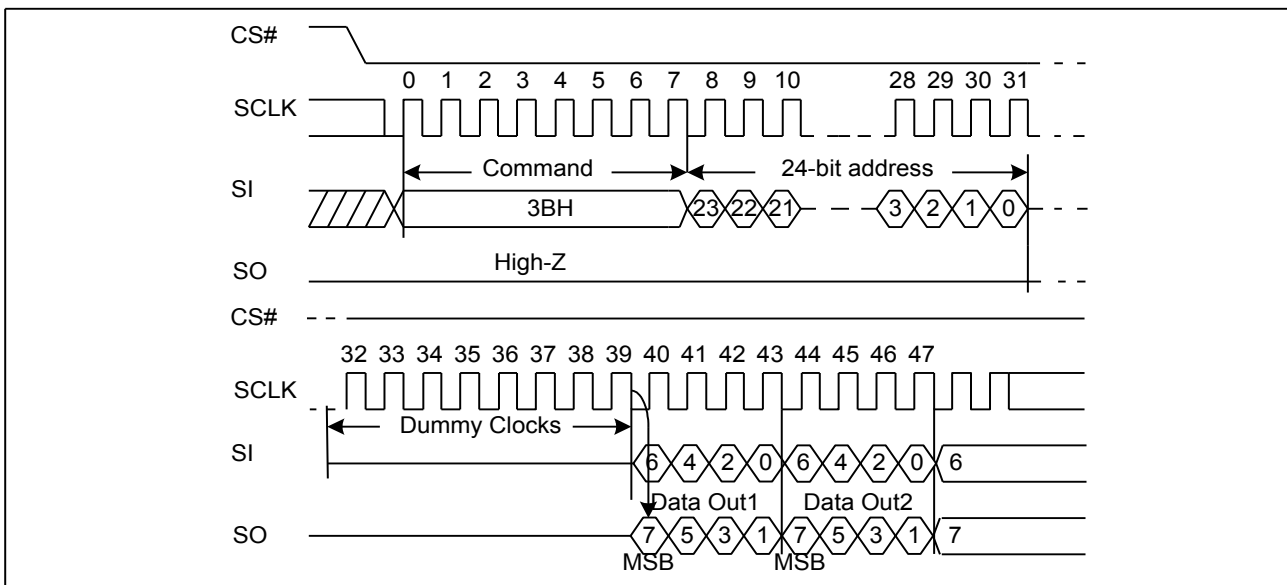 CS#
0 1 2 3 4 5 6 7 8 9 10 28 29 30 31
SCLK
Command 24-bit address
SI
3BH 23 22 21 3 2 1 0
High-Z
SO
CS#
32 33 34 35 36 37 38 39 40 41 42 43 44 45 46 47
SCLK
Dummy Clocks
SI
6 4 2 0 6 4 2 0 6
Data Out1 Data Out2
SO
7 5 3 1 7 5 3 1 7
MSB MSB